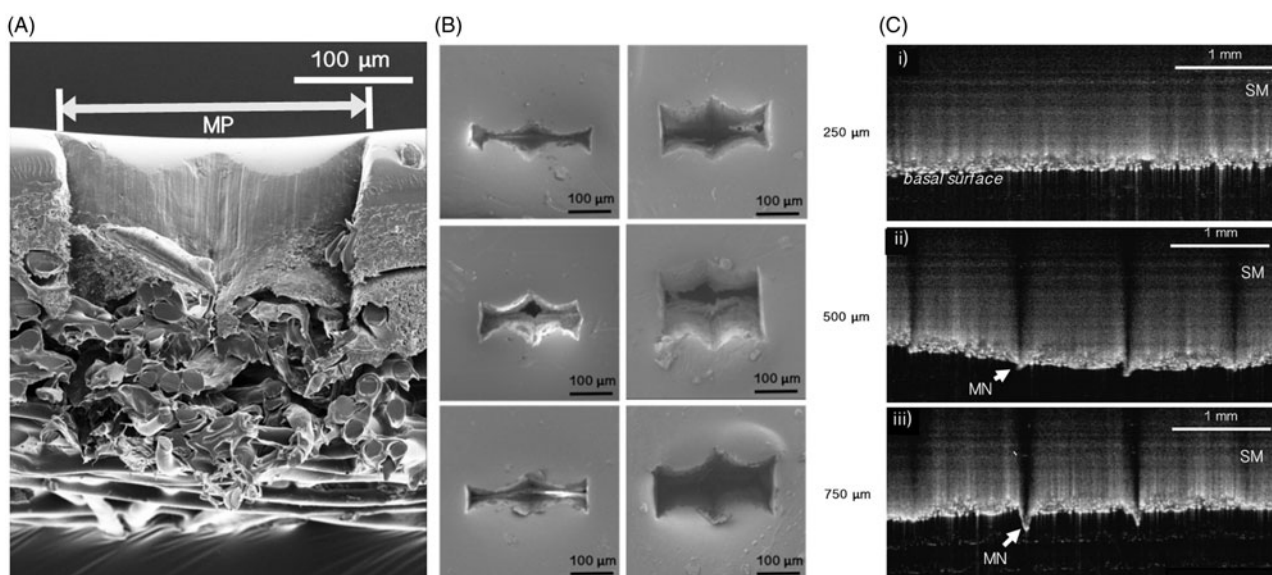 (A)
100 µm
MP
(B)
100 µm
100 µm
250 µm
100 µm
100 µm
500 µm
100 µm
100 µm
750 µm
(C)
i)
1 mm
SM
basal surface
ii)
1 mm
SM
MN
iii)
1 mm
SM
MN